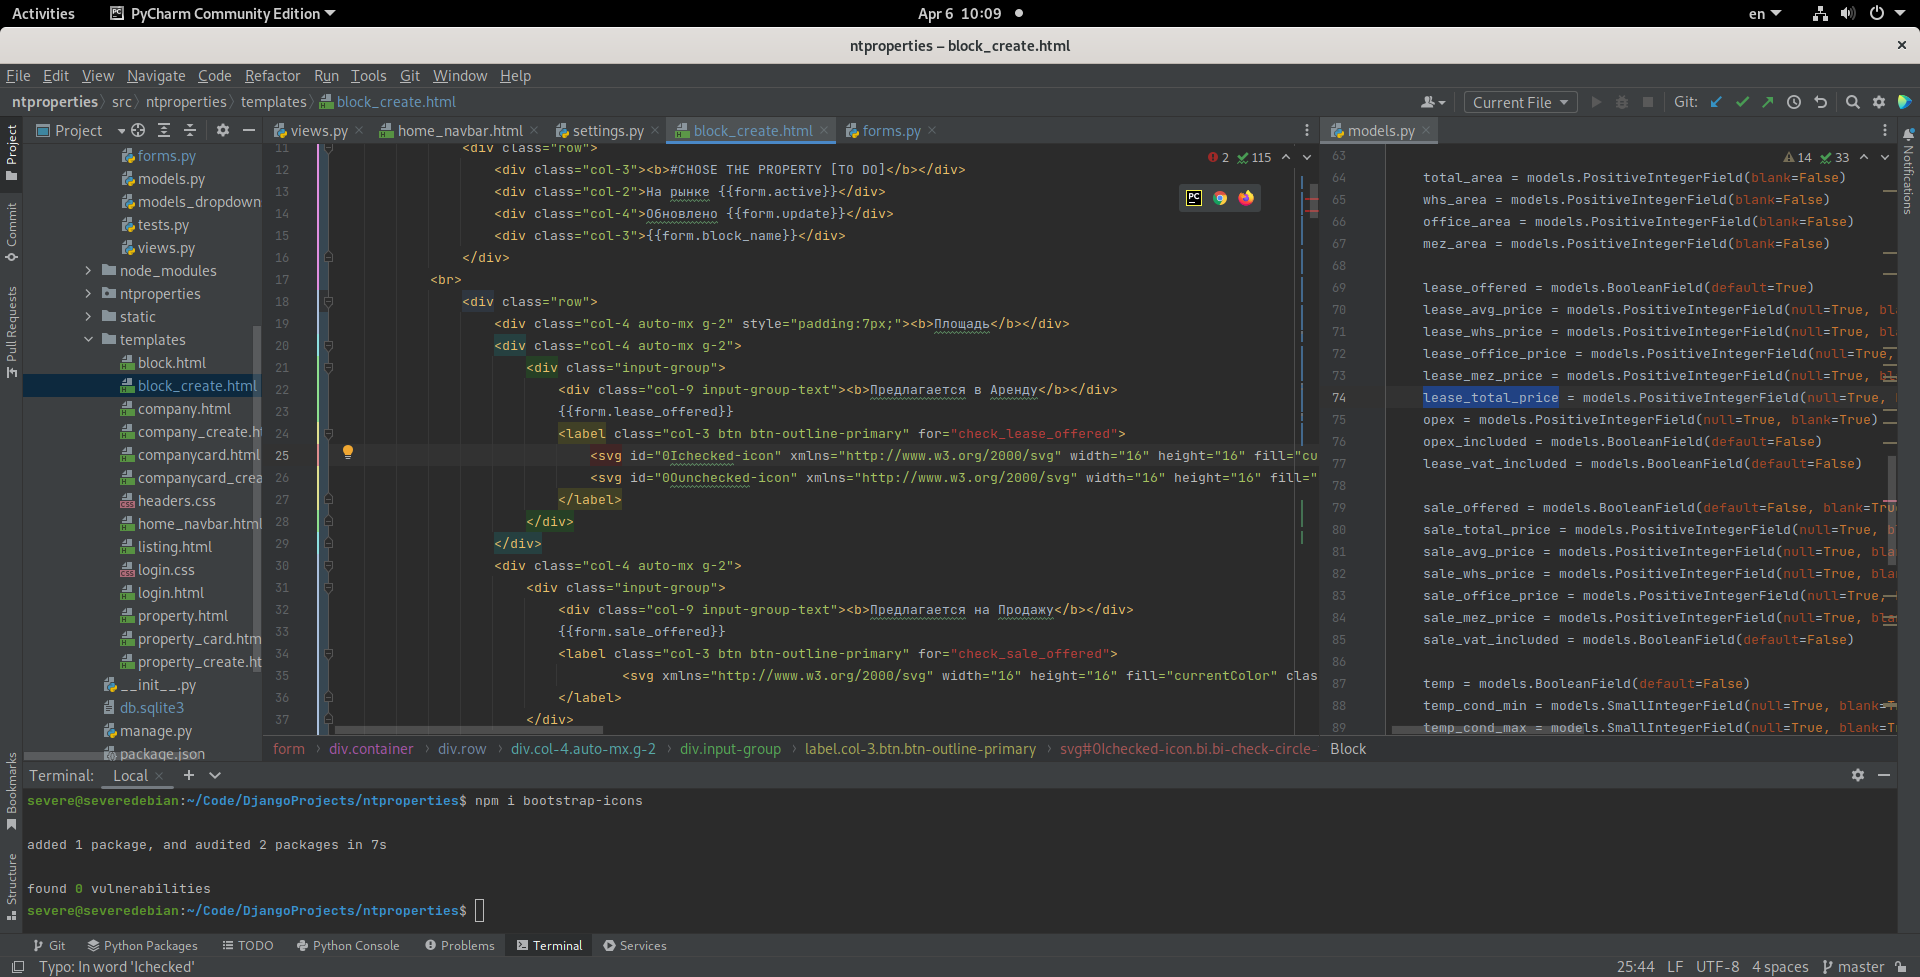 Activities PyCharm Community Edition Apr 6 10:09 en
ntproperties – block_create.html
File Edit View Navigate Code Refactor Run Tools Git Window Help
ntproperties src ntproperties templates block_create.html Current File Git:
Project views.py home_navbar.html settings.py block_create.html forms.py models.py
Project
Commit
Pull Requests
Bookmarks
Structure
forms.py
models.py
models_dropdown
tests.py
views.py
node_modules
ntproperties
static
templates
block.html
block_create.html
company.html
company_create.ht
companycard.html
companycard_crea
headers.css
home_navbar.html
listing.html
login.css
login.html
property.html
property_card.htm
property_create.ht
__init__.py
db.sqlite3
manage.py
package.json
2 115
11 <div class="row">
12 <div class="col-3"><b>#CHOSE THE PROPERTY [TO DO]</b></div>
13 <div class="col-2">На рынке {{form.active}}</div>
14 <div class="col-4">Обновлено {{form.update}}</div>
15 <div class="col-3">{{form.block_name}}</div>
16 </div>
17 <br>
18 <div class="row">
19 <div class="col-4 auto-mx g-2" style="padding:7px;"><b>Площадь</b></div>
20 <div class="col-4 auto-mx g-2">
21 <div class="input-group">
22 <div class="col-9 input-group-text"><b>Предлагается в Аренду</b></div>
23 {{form.lease_offered}}
24 <label class="col-3 btn btn-outline-primary" for="check_lease_offered">
25 <svg id="0Ichecked-icon" xmlns="http://www.w3.org/2000/svg" width="16" height="16" fill="cu
26 <svg id="0Ounchecked-icon" xmlns="http://www.w3.org/2000/svg" width="16" height="16" fill="
27 </label>
28 </div>
29 </div>
30 <div class="col-4 auto-mx g-2">
31 <div class="input-group">
32 <div class="col-9 input-group-text"><b>Предлагается на Продажу</b></div>
33 {{form.sale_offered}}
34 <label class="col-3 btn btn-outline-primary" for="check_sale_offered">
35 <svg xmlns="http://www.w3.org/2000/svg" width="16" height="16" fill="currentColor" clas
36 </label>
37 </div>
form div.container div.row div.col-4.auto-mx.g-2 div.input-group label.col-3.btn.btn-outline-primary svg#0Ichecked-icon.bi.bi-check-circle-
14 33
63
64 total_area = models.PositiveIntegerField(blank=False)
65 whs_area = models.PositiveIntegerField(blank=False)
66 office_area = models.PositiveIntegerField(blank=False)
67 mez_area = models.PositiveIntegerField(blank=False)
68
69 lease_offered = models.BooleanField(default=True)
70 lease_avg_price = models.PositiveIntegerField(null=True, bl
71 lease_whs_price = models.PositiveIntegerField(null=True, bl
72 lease_office_price = models.PositiveIntegerField(null=True,
73 lease_mez_price = models.PositiveIntegerField(null=True, bl
74 lease_total_price = models.PositiveIntegerField(null=True,
75 opex = models.PositiveIntegerField(null=True, blank=True)
76 opex_included = models.BooleanField(default=False)
77 lease_vat_included = models.BooleanField(default=False)
78
79 sale_offered = models.BooleanField(default=False, blank=Tru
80 sale_total_price = models.PositiveIntegerField(null=True, b
81 sale_avg_price = models.PositiveIntegerField(null=True, bla
82 sale_whs_price = models.PositiveIntegerField(null=True, bla
83 sale_office_price = models.PositiveIntegerField(null=True,
84 sale_mez_price = models.PositiveIntegerField(null=True, bla
85 sale_vat_included = models.BooleanField(default=False)
86
87 temp = models.BooleanField(default=False)
88 temp_cond_min = models.SmallIntegerField(null=True, blank=T
89 temp_cond_max = models.SmallIntegerField(null=True, blank=T
Block
Notifications
Terminal: Local
severe@severedebian:~/Code/DjangoProjects/ntproperties$ npm i bootstrap-icons
added 1 package, and audited 2 packages in 7s
found 0 vulnerabilities
severe@severedebian:~/Code/DjangoProjects/ntproperties$
Git Python Packages TODO Python Console Problems Terminal Services
Typo: In word 'Ichecked' 25:44 LF UTF-8 4 spaces master